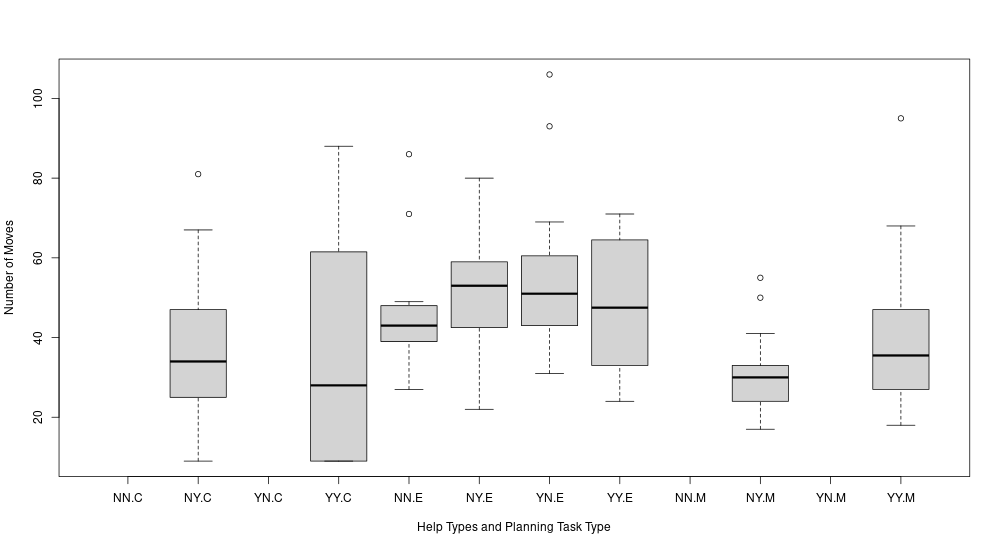 Number of Moves
100
80
60
40
20
NN.C NY.C YN.C YY.C NN.E NY.E YN.E YY.E NN.M NY.M YN.M YY.M
Help Types and Planning Task Type